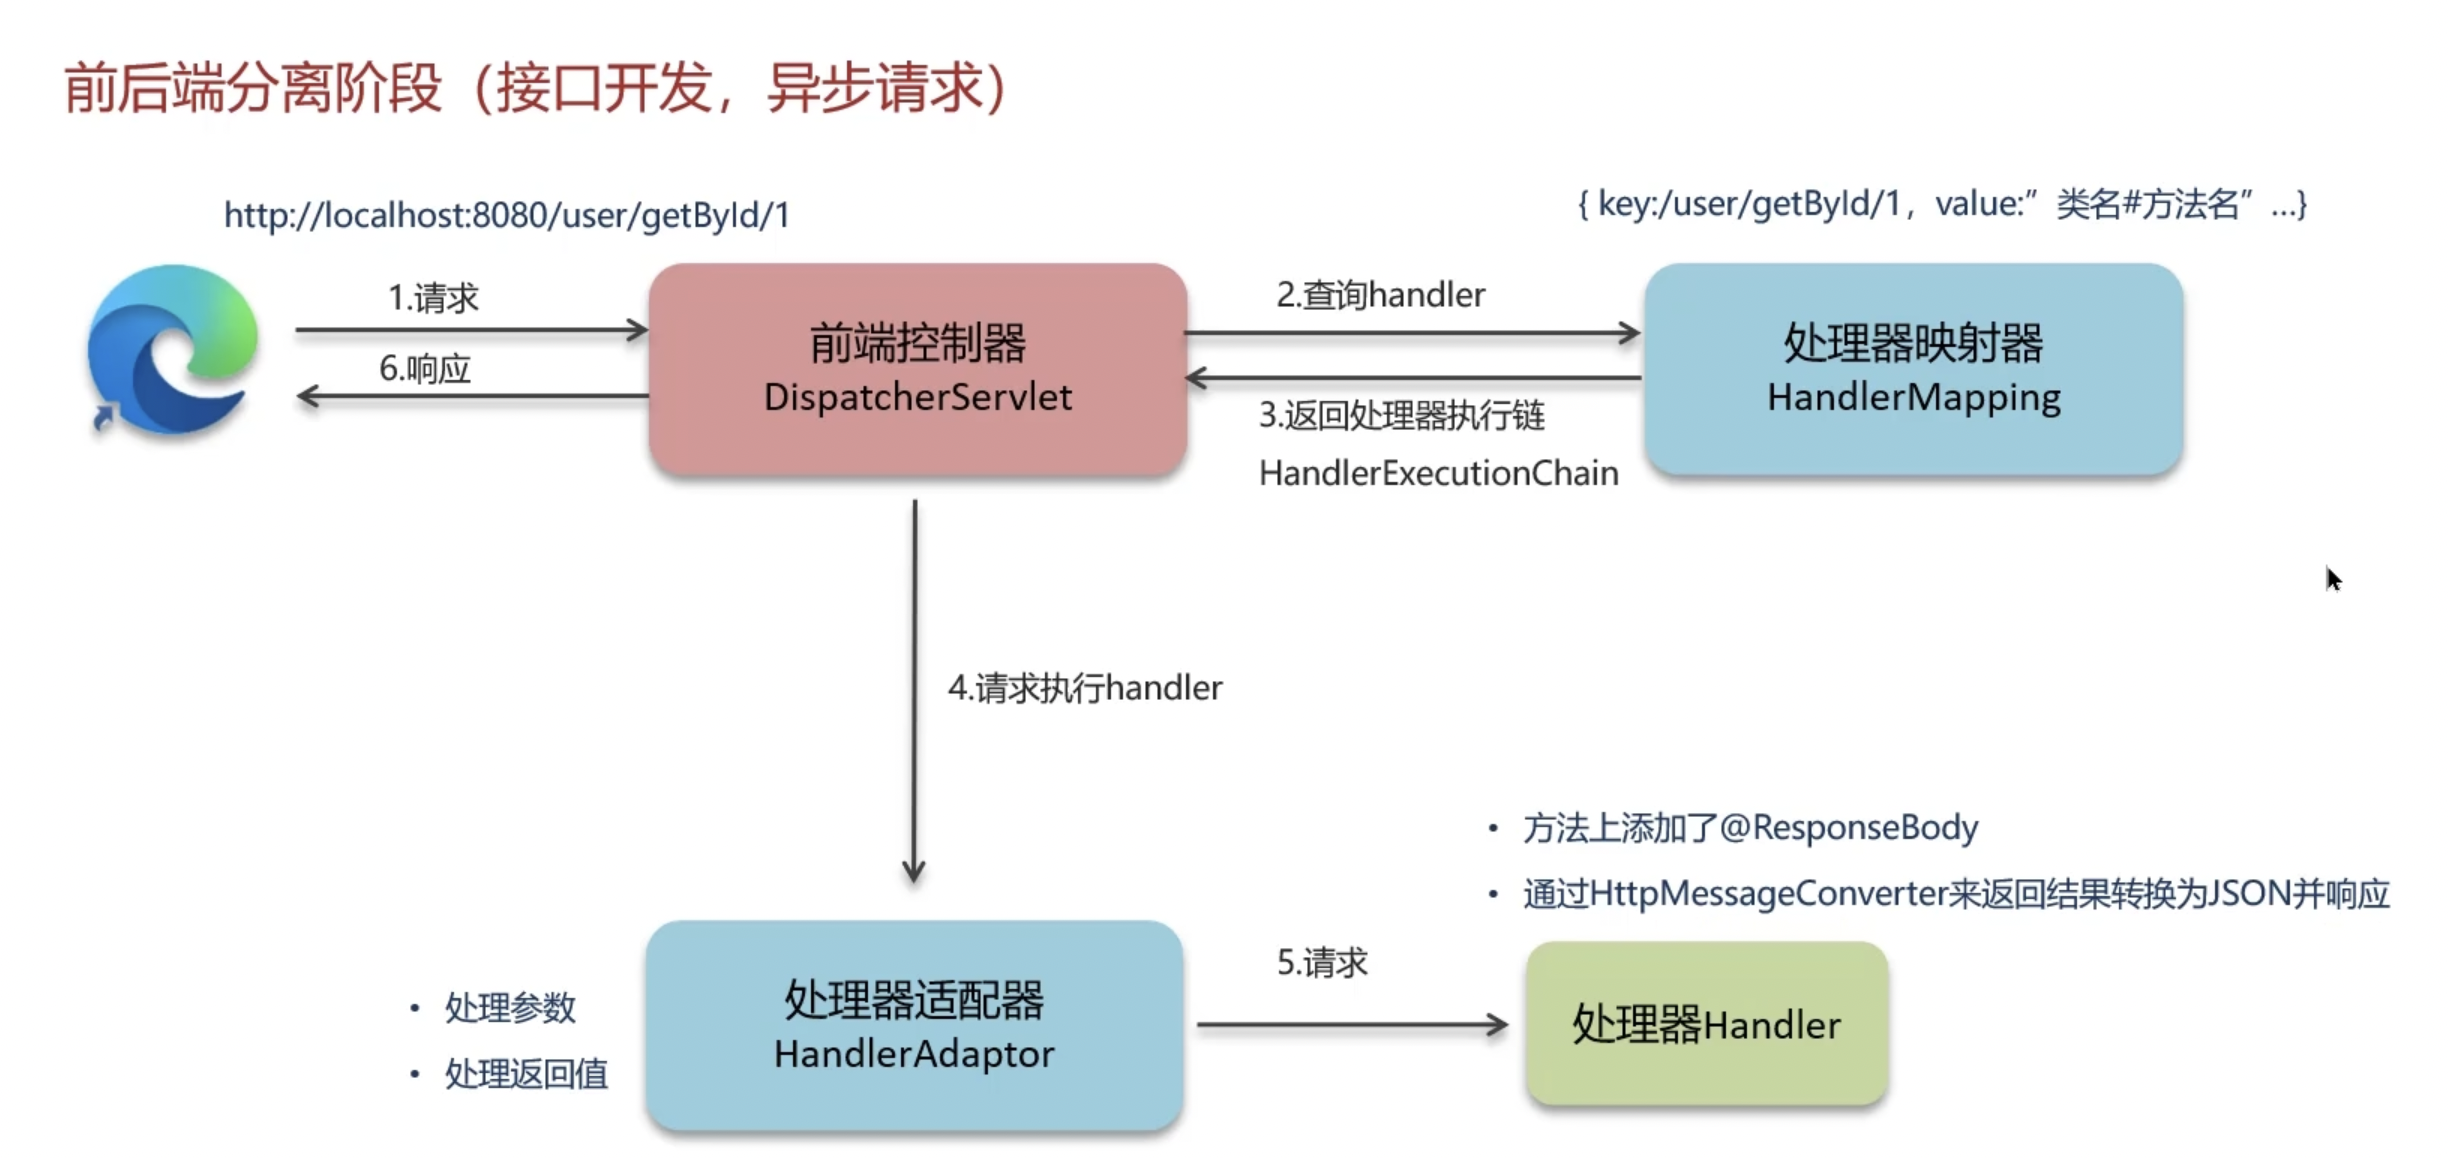 前后端分离阶段（接口开发，异步请求）
http://localhost:8080/user/getById/1
{ key:/user/getById/1，value:”类名#方法名”…}
1.请求
6.响应
前端控制器
DispatcherServlet
2.查询handler
3.返回处理器执行链
HandlerExecutionChain
处理器映射器
HandlerMapping
4.请求执行handler
• 方法上添加了@ResponseBody
• 通过HttpMessageConverter来返回结果转换为JSON并响应
• 处理参数
• 处理返回值
处理器适配器
HandlerAdaptor
5.请求
处理器Handler